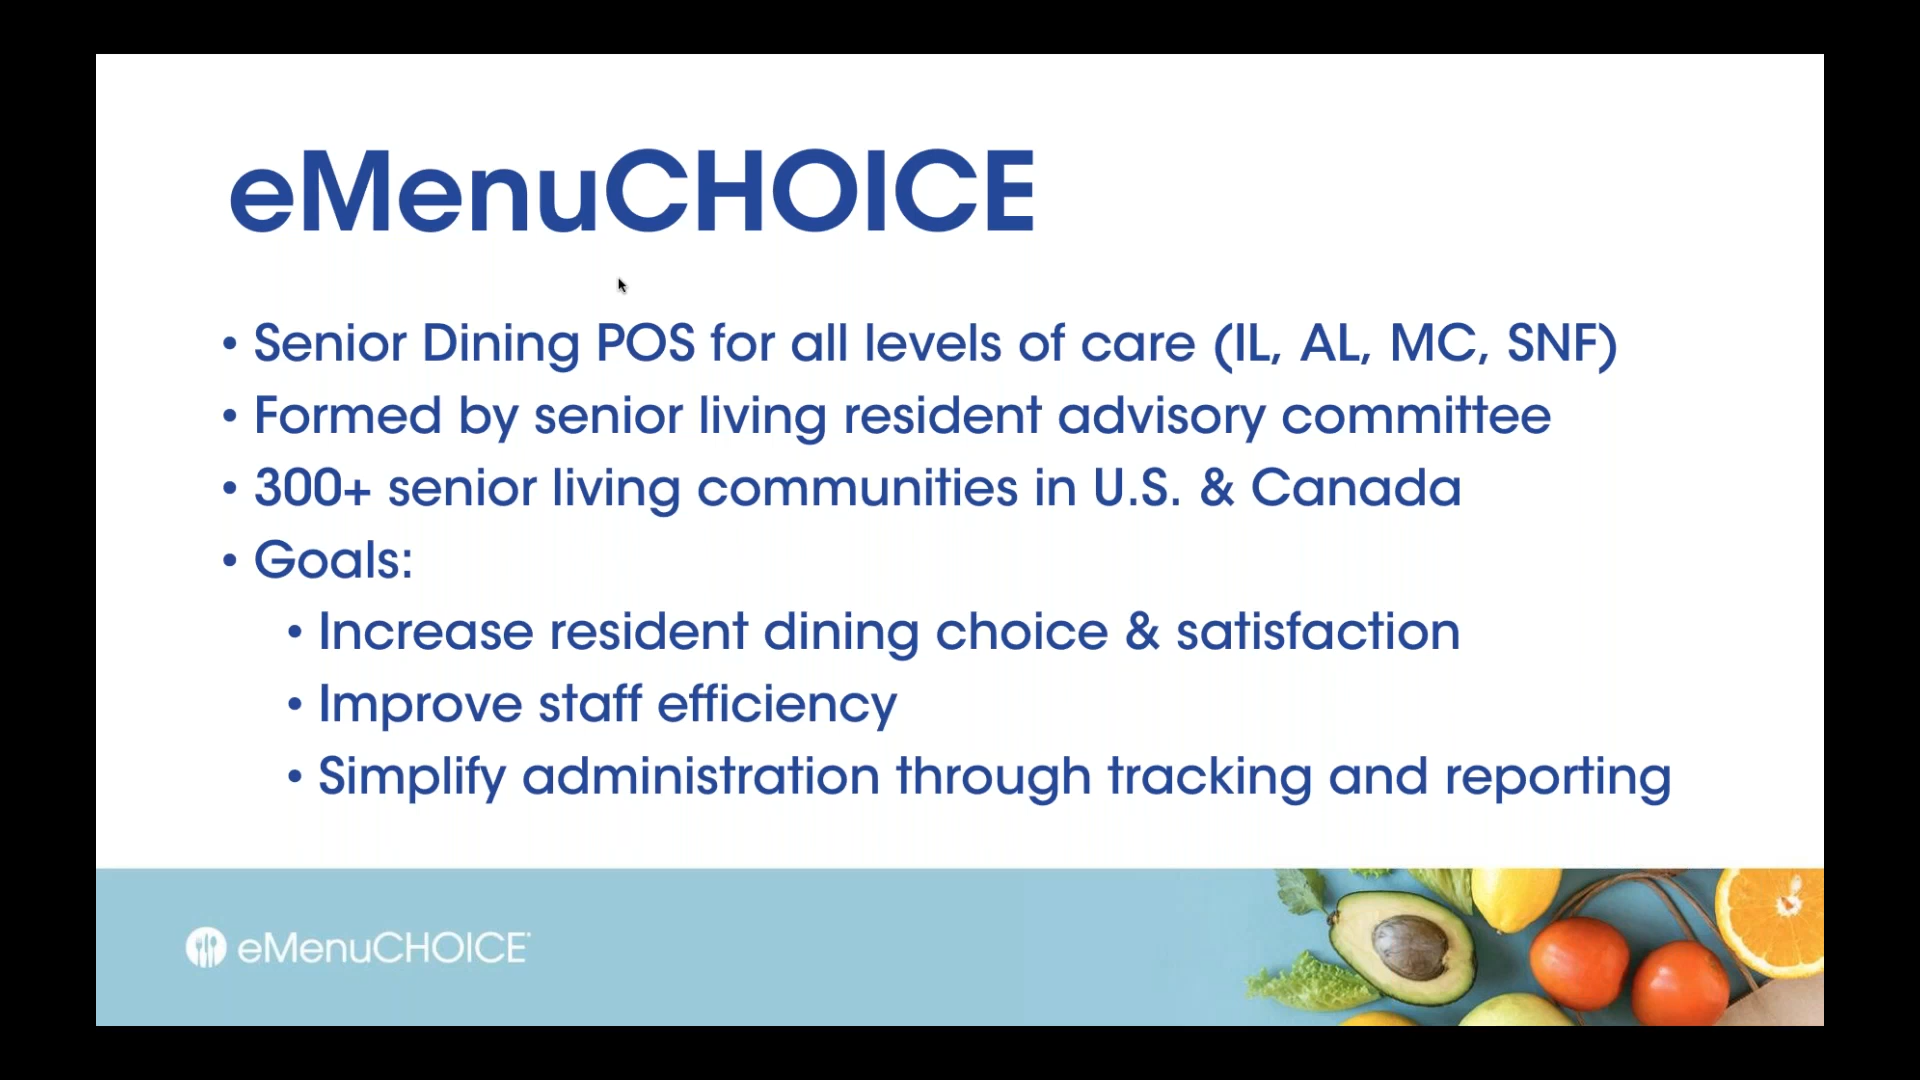 eMenuCHOICE
• Senior Dining POS for all levels of care (IL, AL, MC, SNF)
• Formed by senior living resident advisory committee
• 300+ senior living communities in U.S. & Canada
• Goals:
• Increase resident dining choice & satisfaction
• Improve staff efficiency
• Simplify administration through tracking and reporting
eMenuCHOICE